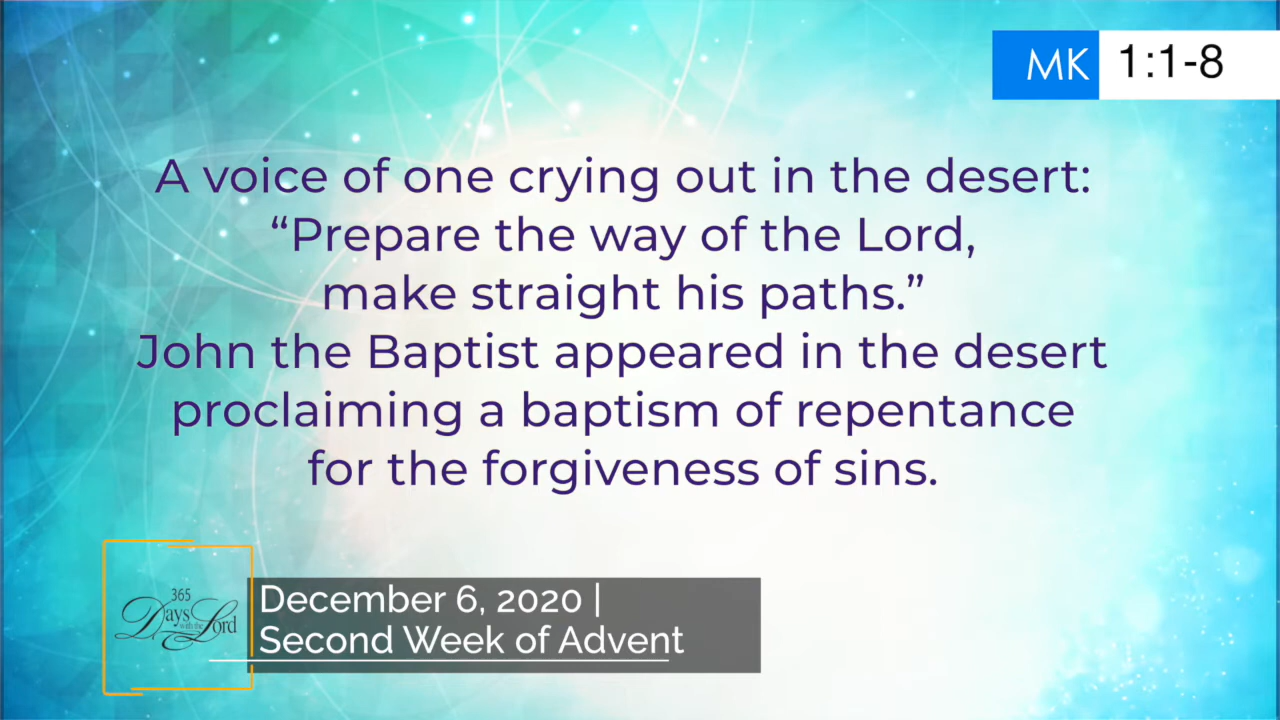 MK 1:1-8
A voice of one crying out in the desert:
“Prepare the way of the Lord,
make straight his paths.”
John the Baptist appeared in the desert
proclaiming a baptism of repentance
for the forgiveness of sins.
365
Days with the Lord
December 6, 2020 |
Second Week of Advent